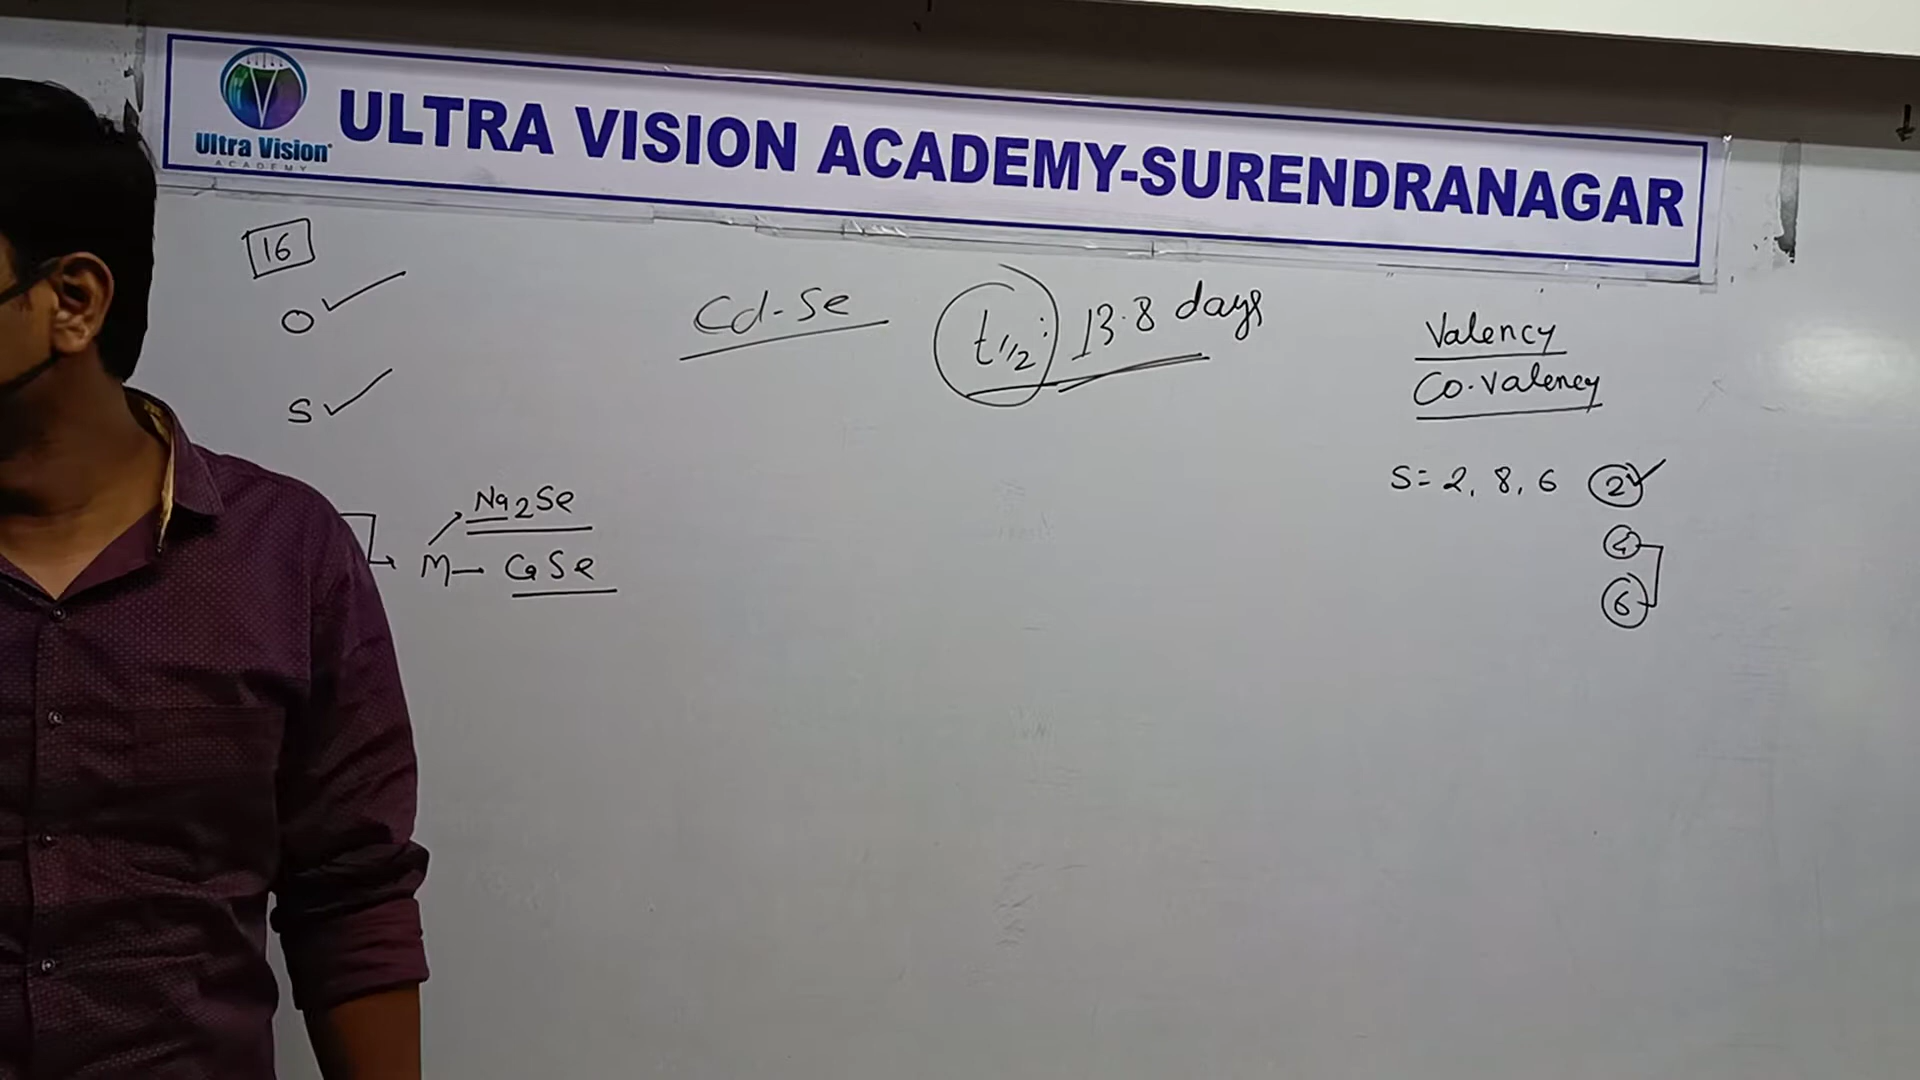 Ultra Vision
ACADEMY
ULTRA VISION ACADEMY-SURENDRANAGAR
16
O
S
Na2Se
M- CaSe
Cd-Se
t1/2: 13.8 days
Valency
Co.Valency
S= 2, 8, 6 2
4
6